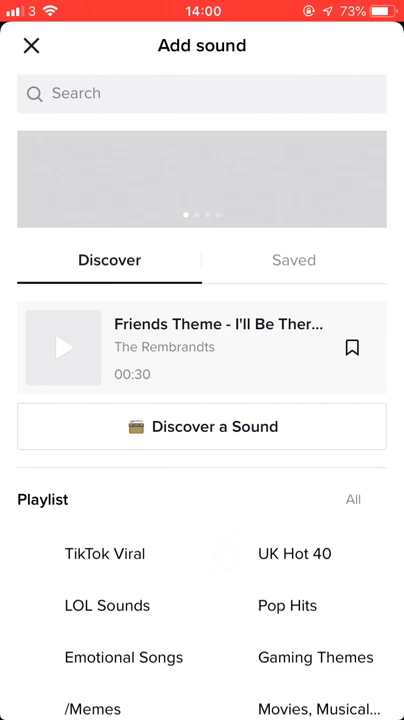 3 14:00 73%
Add sound
Search
Discover Saved
Friends Theme - I'll Be Ther...
The Rembrandts
00:30
Discover a Sound
Playlist All
TikTok Viral UK Hot 40
LOL Sounds Pop Hits
Emotional Songs Gaming Themes
/Memes Movies, Musical...